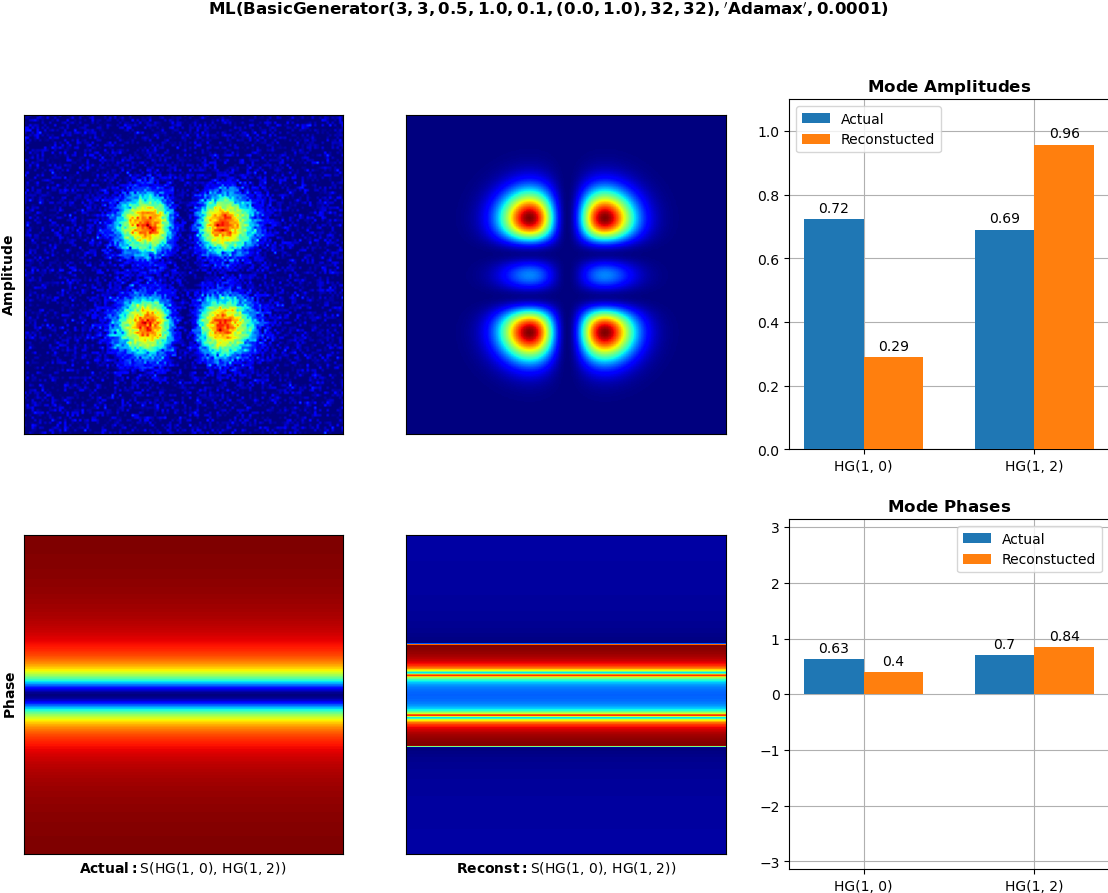 ML(BasicGenerator(3, 3, 0.5, 1.0, 0.1, (0.0, 1.0), 32, 32), ′Adamax′, 0.0001)
Amplitude
Mode Amplitudes
Actual
Reconstucted
1.0
0.8
0.6
0.4
0.2
0.0
0.72
0.29
0.69
0.96
HG(1, 0)
HG(1, 2)
Phase
Actual: S(HG(1, 0), HG(1, 2))
Reconst: S(HG(1, 0), HG(1, 2))
Mode Phases
Actual
Reconstucted
3
2
1
0
−1
−2
−3
0.63
0.4
0.7
0.84
HG(1, 0)
HG(1, 2)